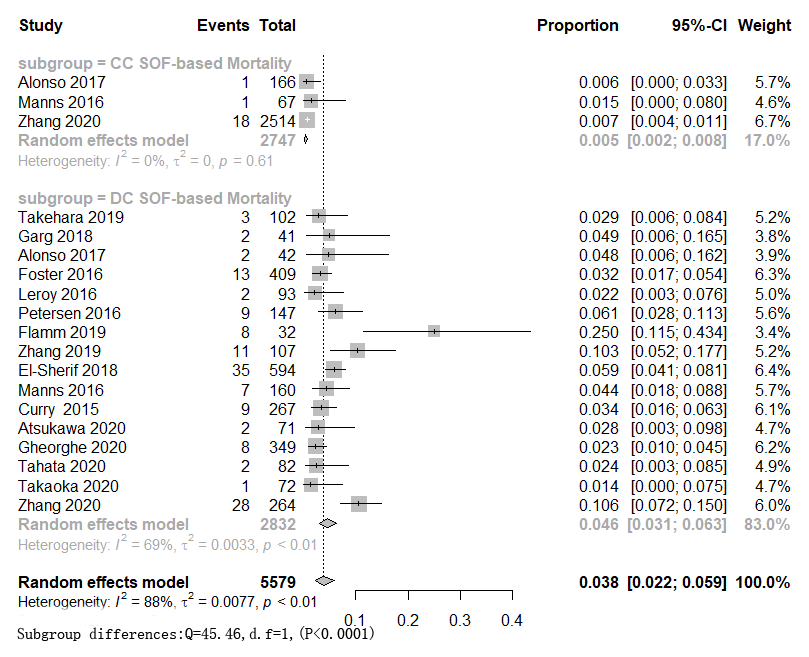 Study Events Total Proportion 95%-CI Weight
subgroup = CC SOF-based Mortality
Alonso 2017 1 166 0.006 [0.000; 0.033] 5.7%
Manns 2016 1 67 0.015 [0.000; 0.080] 4.6%
Zhang 2020 18 2514 0.007 [0.004; 0.011] 6.7%
Random effects model 2747 0.005 [0.002; 0.008] 17.0%
Heterogeneity: I² = 0%, τ² = 0, p = 0.61
subgroup = DC SOF-based Mortality
Takehara 2019 3 102 0.029 [0.006; 0.084] 5.2%
Garg 2018 2 41 0.049 [0.006; 0.165] 3.8%
Alonso 2017 2 42 0.048 [0.006; 0.162] 3.9%
Foster 2016 13 409 0.032 [0.017; 0.054] 6.3%
Leroy 2016 2 93 0.022 [0.003; 0.076] 5.0%
Petersen 2016 9 147 0.061 [0.028; 0.113] 5.6%
Flamm 2019 8 32 0.250 [0.115; 0.434] 3.4%
Zhang 2019 11 107 0.103 [0.052; 0.177] 5.2%
El-Sherif 2018 35 594 0.059 [0.041; 0.081] 6.4%
Manns 2016 7 160 0.044 [0.018; 0.088] 5.7%
Curry 2015 9 267 0.034 [0.016; 0.063] 6.1%
Atsukawa 2020 2 71 0.028 [0.003; 0.098] 4.7%
Gheorghe 2020 8 349 0.023 [0.010; 0.045] 6.2%
Tahata 2020 2 82 0.024 [0.003; 0.085] 4.9%
Takaoka 2020 1 72 0.014 [0.000; 0.075] 4.7%
Zhang 2020 28 264 0.106 [0.072; 0.150] 6.0%
Random effects model 2832 0.046 [0.031; 0.063] 83.0%
Heterogeneity: I² = 69%, τ² = 0.0033, p < 0.01
Random effects model 5579 0.038 [0.022; 0.059] 100.0%
Heterogeneity: I² = 88%, τ² = 0.0077, p < 0.01
0.1 0.2 0.3 0.4
Subgroup differences:Q=45.46,d.f=1,(P<0.0001)